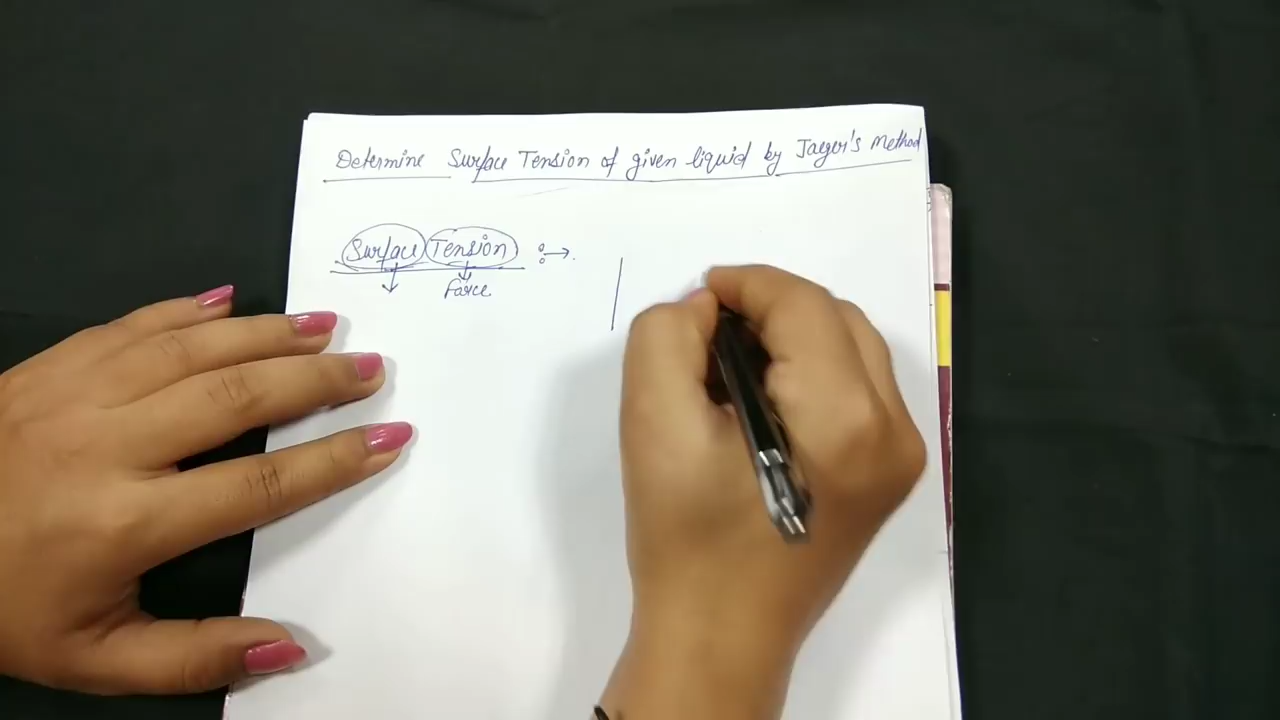 Determine Surface Tension of given liquid by Jaeger's Method
Surface Tension :→
Force